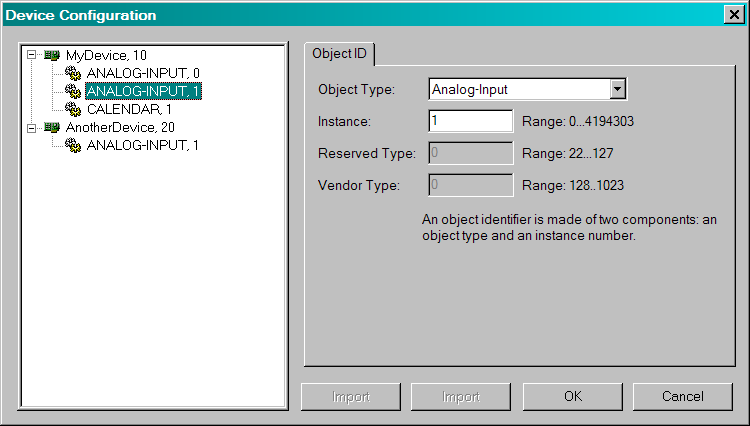 Device Configuration
MyDevice, 10
ANALOG-INPUT, 0
ANALOG-INPUT, 1
CALENDAR, 1
AnotherDevice, 20
ANALOG-INPUT, 1
Object ID
Object Type: Analog-Input
Instance: 1 Range: 0...4194303
Reserved Type: 0 Range: 22...127
Vendor Type: 0 Range: 128..1023
An object identifier is made of two components: an
object type and an instance number.
Import Import OK Cancel